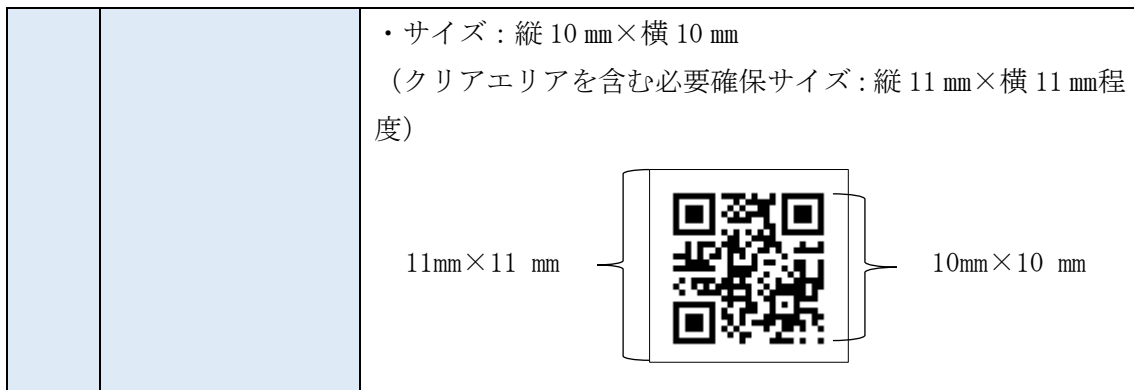 ・サイズ：縦 10 ㎜×横 10 ㎜
（クリアエリアを含む必要確保サイズ：縦 11 ㎜×横 11 ㎜程
度）
11mm×11 mm
10mm×10 mm